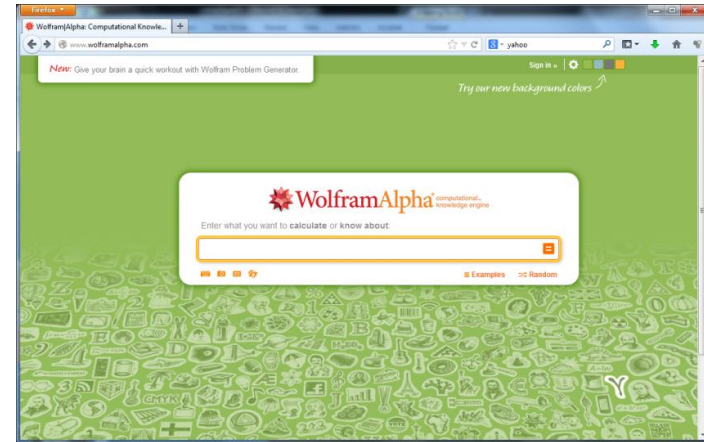 Firefox
Wolfram|Alpha: Computational Knowle...
www.wolframalpha.com
yahoo
New: Give your brain a quick workout with Wolfram Problem Generator.
Sign in »
Try our new background colors
WolframAlpha computational.. knowledge engine
Enter what you want to calculate or know about:
Examples
Random
CMYK